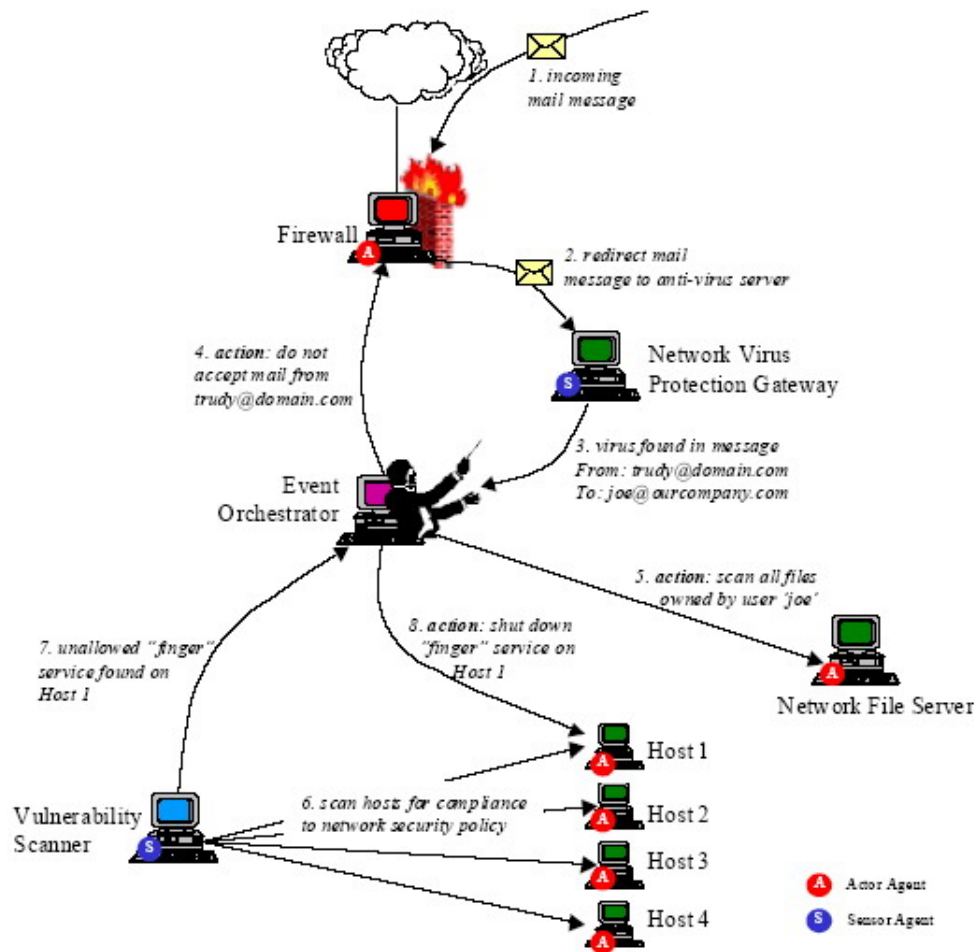 1. incoming
mail message
Firewall
A
2. redirect mail
message to anti-virus server
4. action: do not
accept mail from
trudy@domain.com
Network Virus
Protection Gateway
S
3. virus found in message
From: trudy@domain.com
To: joe@ourcompany.com
Event
Orchestrator
5. action: scan all files
owned by user 'joe'
7. unallowed "finger"
service found on
Host 1
8. action: shut down
"finger" service on
Host 1
A
Network File Server
Host 1
A
6. scan hosts for compliance
to network security policy
Host 2
A
Vulnerability
Scanner
S
Host 3
A
Host 4
A
A Actor Agent
S Sensor Agent